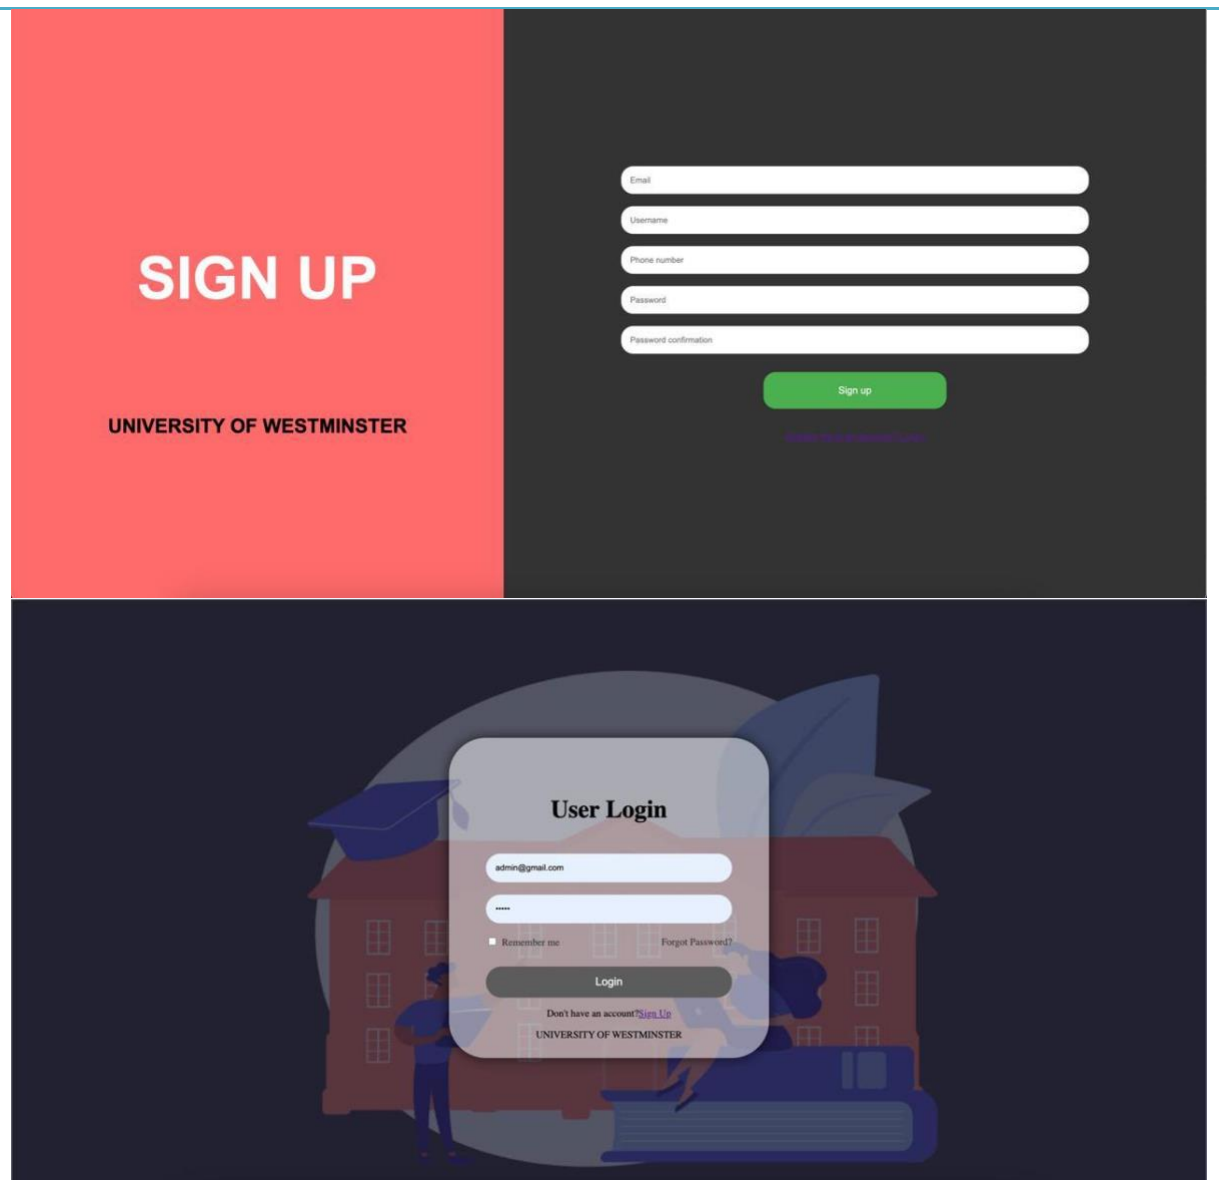 SIGN UP
UNIVERSITY OF WESTMINSTER
Email
Username
Phone number
Password
Password confirmation
Sign up
User Login
admin@gmail.com
•••••
Remember me Forgot Password?
Login
Don't have an account?Sign Up
UNIVERSITY OF WESTMINSTER